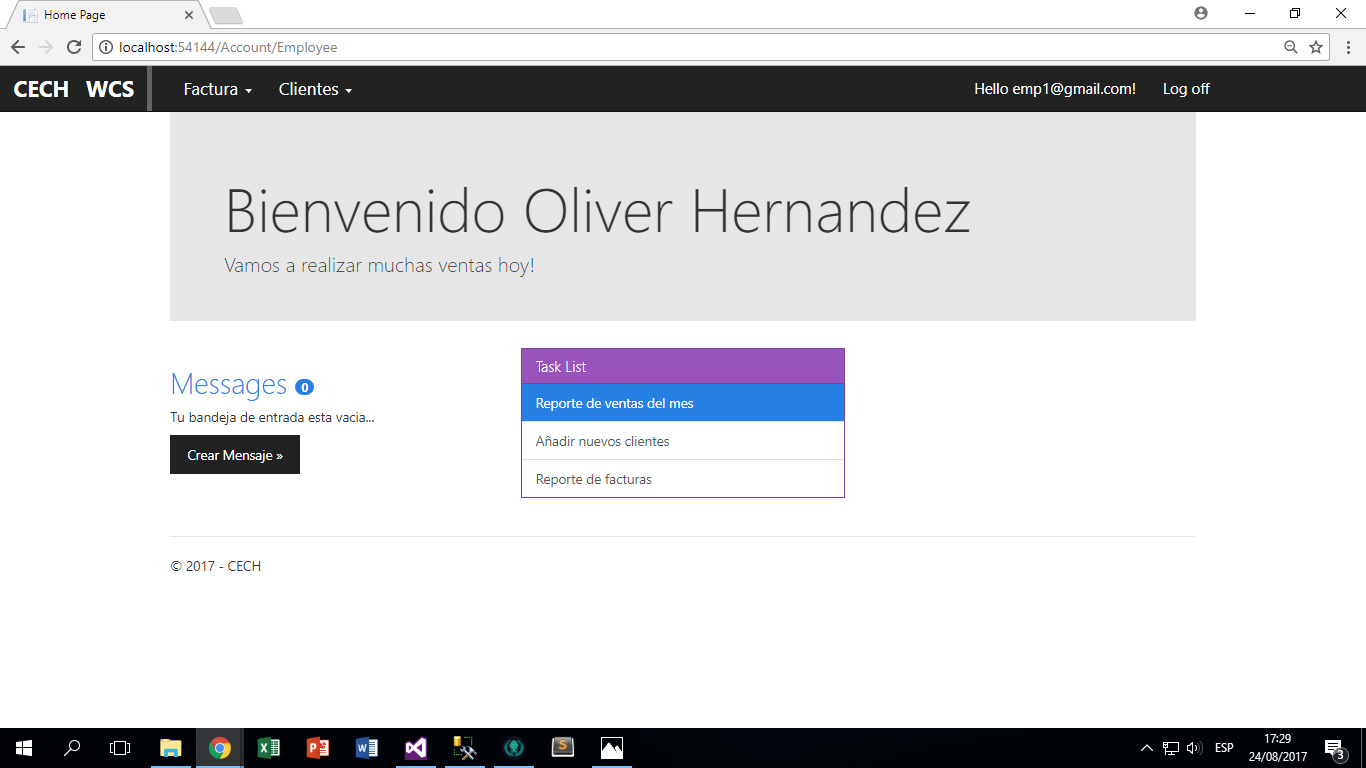 Home Page
localhost:54144/Account/Employee
CECH WCS Factura Clientes Hello emp1@gmail.com! Log off
Bienvenido Oliver Hernandez
Vamos a realizar muchas ventas hoy!
Messages 0
Tu bandeja de entrada esta vacia...
Crear Mensaje »
Task List
Reporte de ventas del mes
Añadir nuevos clientes
Reporte de facturas
© 2017 - CECH
ESP
17:29
24/08/2017
3